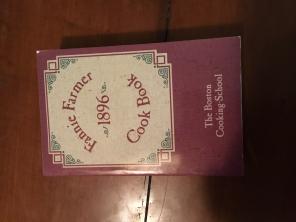 Fannie Farmer
1896
Cook Book
The Boston
Cooking School